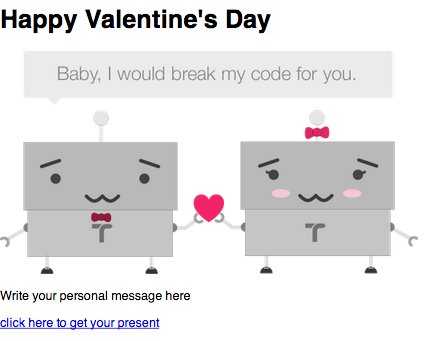 Happy Valentine's Day
Baby, I would break my code for you.
Write your personal message here
click here to get your present